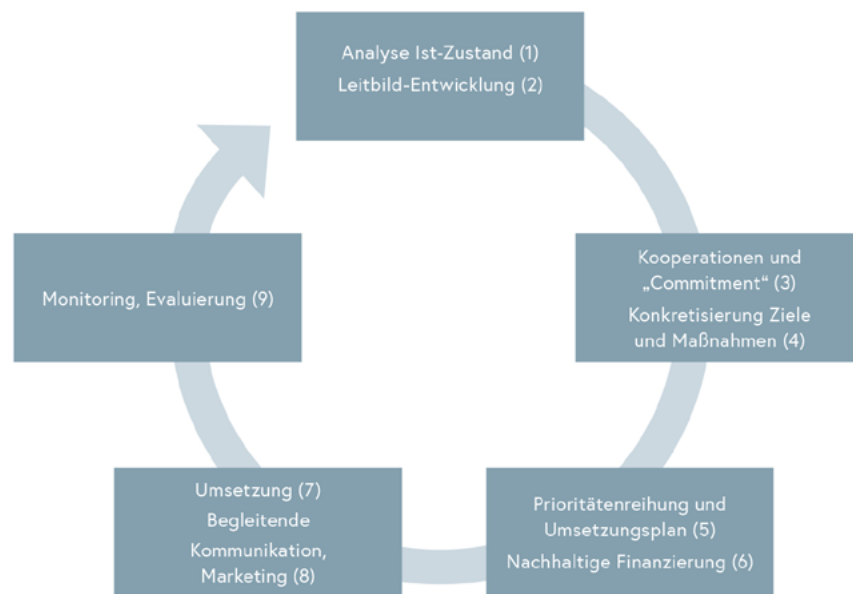 Analyse Ist-Zustand (1)
Leitbild-Entwicklung (2)
Kooperationen und
„Commitment“ (3)
Konkretisierung Ziele
und Maßnahmen (4)
Prioritätenreihung und
Umsetzungsplan (5)
Nachhaltige Finanzierung (6)
Umsetzung (7)
Begleitende
Kommunikation,
Marketing (8)
Monitoring, Evaluierung (9)